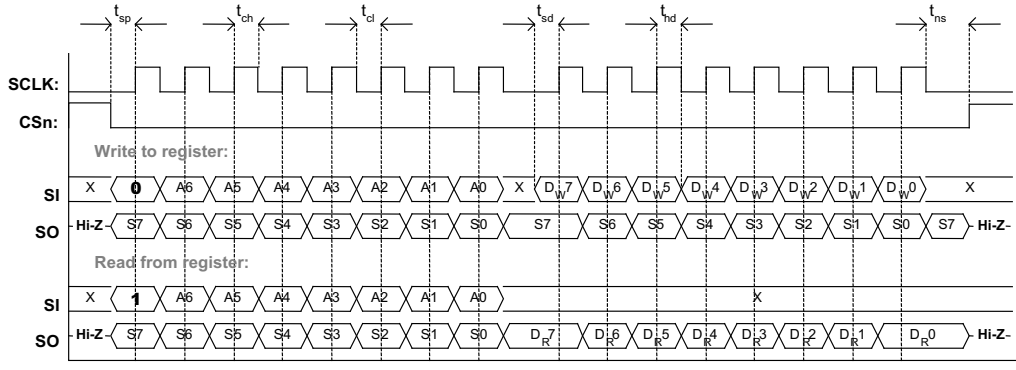 tsp tch tcl tsd thd tns
SCLK:
CSn:
Write to register:
SI X 0 A6 A5 A4 A3 A2 A1 A0 X DW7 DW6 DW5 DW4 DW3 DW2 DW1 DW0 X
SO Hi-Z S7 S6 S5 S4 S3 S2 S1 S0 S7 S6 S5 S4 S3 S2 S1 S0 S7 Hi-Z
Read from register:
SI X 1 A6 A5 A4 A3 A2 A1 A0 X
SO Hi-Z S7 S6 S5 S4 S3 S2 S1 S0 DR7 DR6 DR5 DR4 DR3 DR2 DR1 DR0 Hi-Z